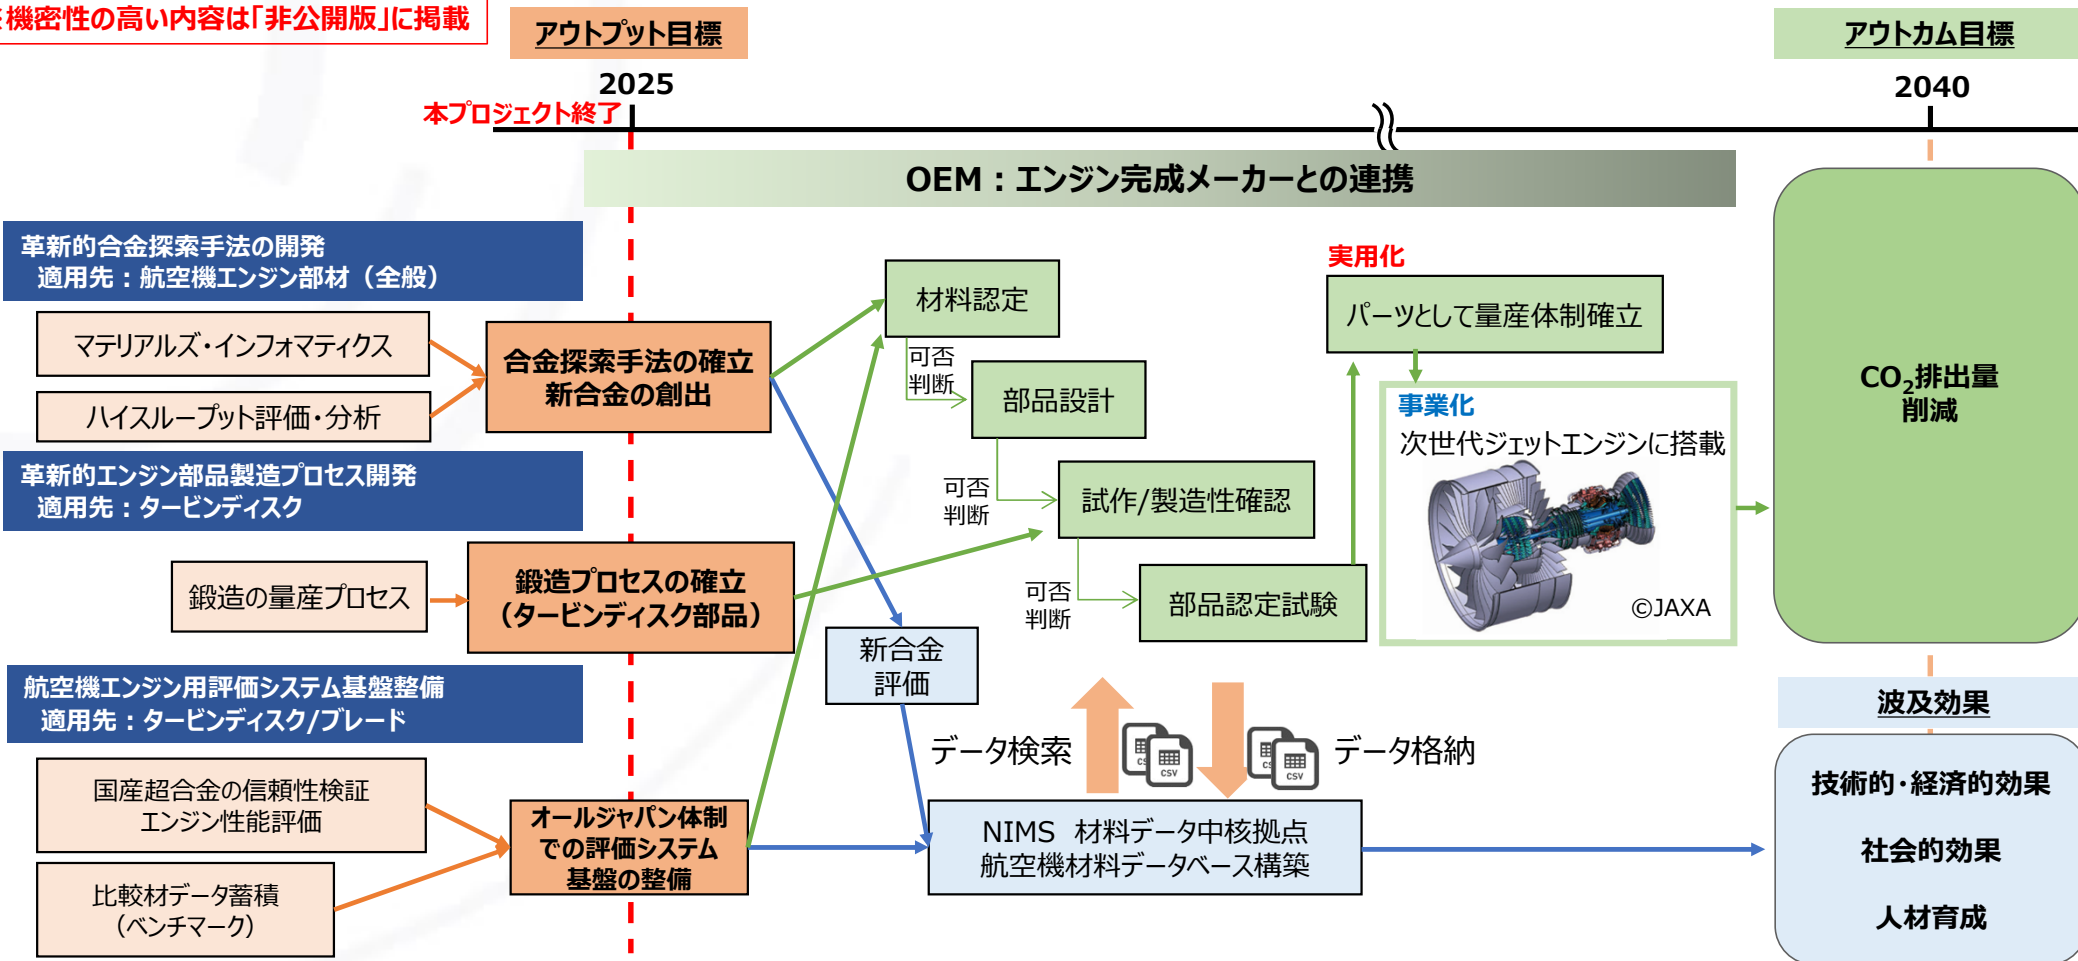 機密性の高い内容は「非公開版」に掲載
アウトプット目標
アウトカム目標
2025
2040
本プロジェクト終了
OEM：エンジン完成メーカーとの連携
革新的合金探索手法の開発
適用先：航空機エンジン部材（全般）
マテリアルズ・インフォマティクス
ハイスループット評価・分析
合金探索手法の確立
新合金の創出
革新的エンジン部品製造プロセス開発
適用先：タービンディスク
鍛造の量産プロセス
鍛造プロセスの確立
（タービンディスク部品）
航空機エンジン用評価システム基盤整備
適用先：タービンディスク/ブレード
国産超合金の信頼性検証
エンジン性能評価
比較材データ蓄積
（ベンチマーク）
オールジャパン体制
での評価システム
基盤の整備
材料認定
可否
判断
部品設計
可否
判断
試作/製造性確認
可否
判断
部品認定試験
実用化
パーツとして量産体制確立
事業化
次世代ジェットエンジンに搭載
©JAXA
新合金
評価
データ検索
CSV
CSV
データ格納
NIMS 材料データ中核拠点
航空機材料データベース構築
CO₂排出量
削減
波及効果
技術的・経済的効果
社会的効果
人材育成